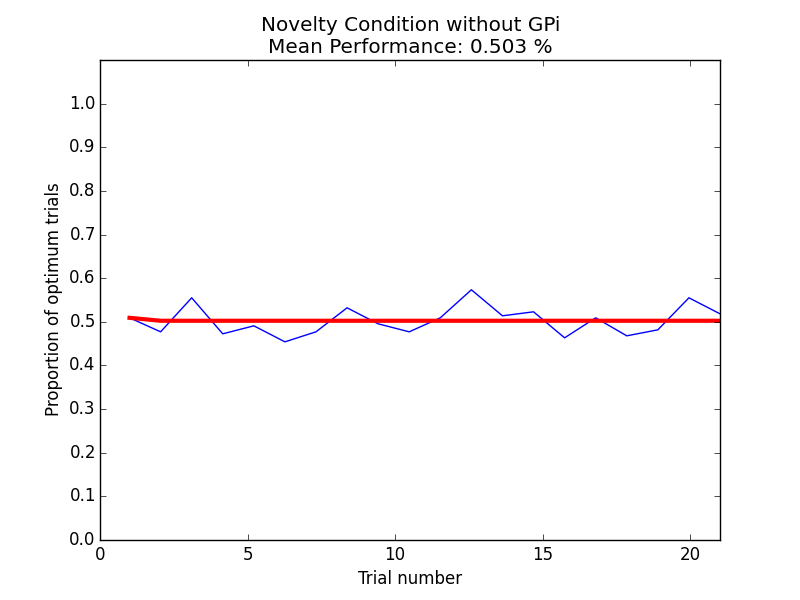 Novelty Condition without GPi
Mean Performance: 0.503 %
1.0
0.9
0.8
0.7
0.6
0.5
0.4
0.3
0.2
0.1
0.0
Proportion of optimum trials
0 5 10 15 20
Trial number